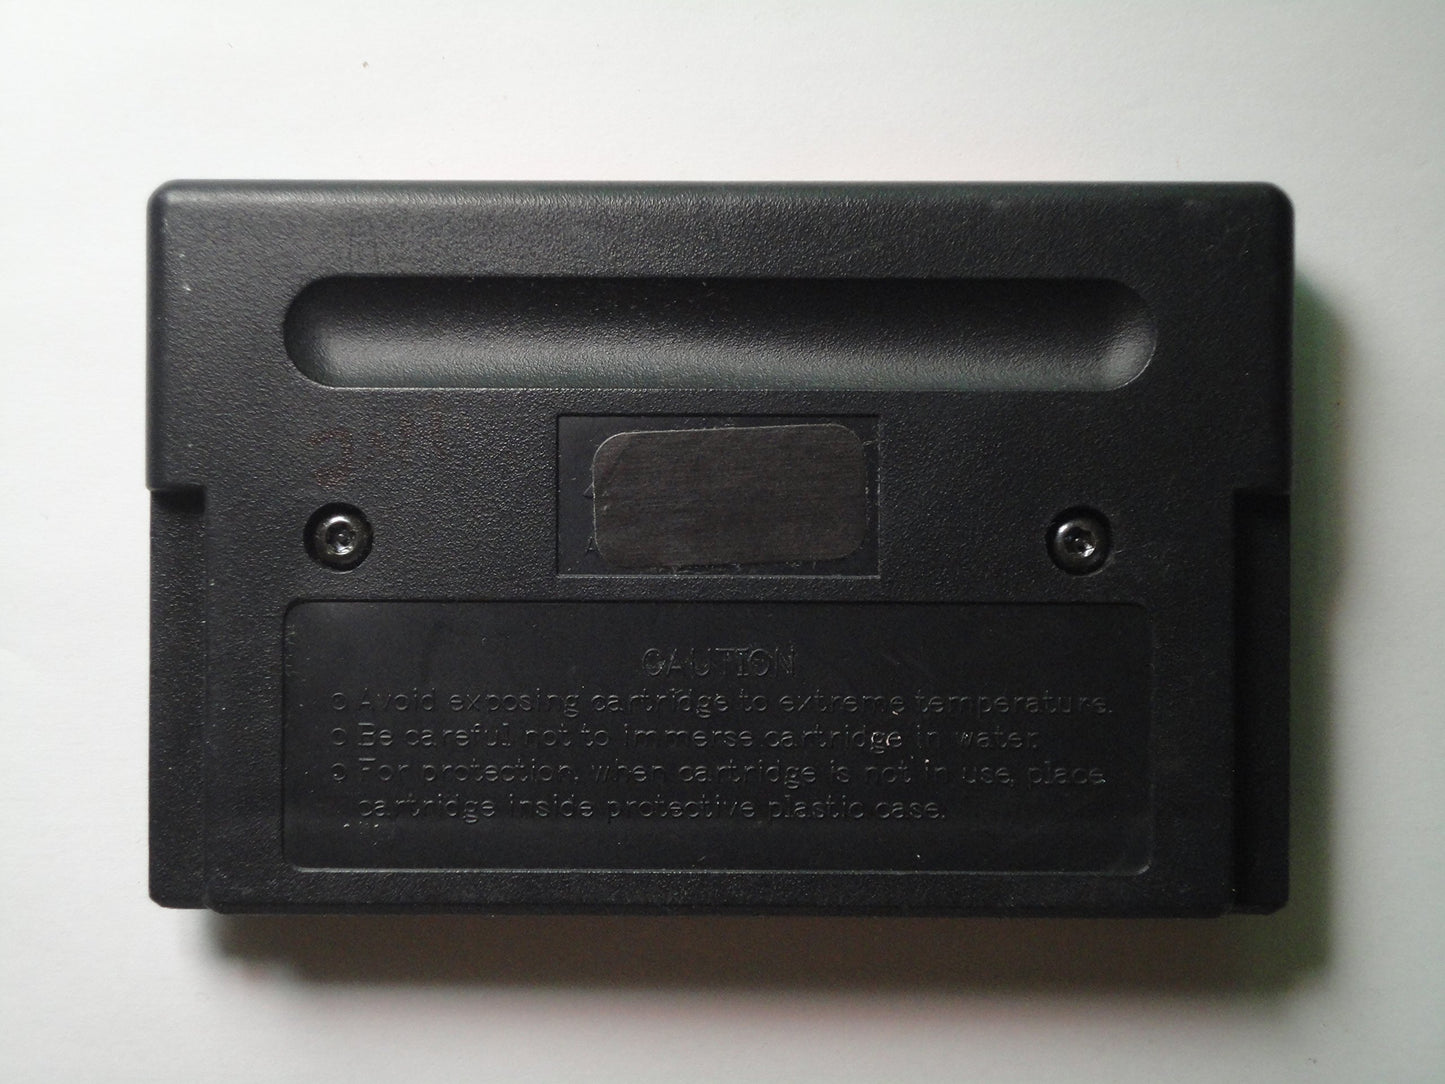 CAUTION
o Avoid exposing cartridge to extreme temperature.
o Be careful not to immerse cartridge in water.
o For protection, when cartridge is not in use, place
cartridge inside protective plastic case.